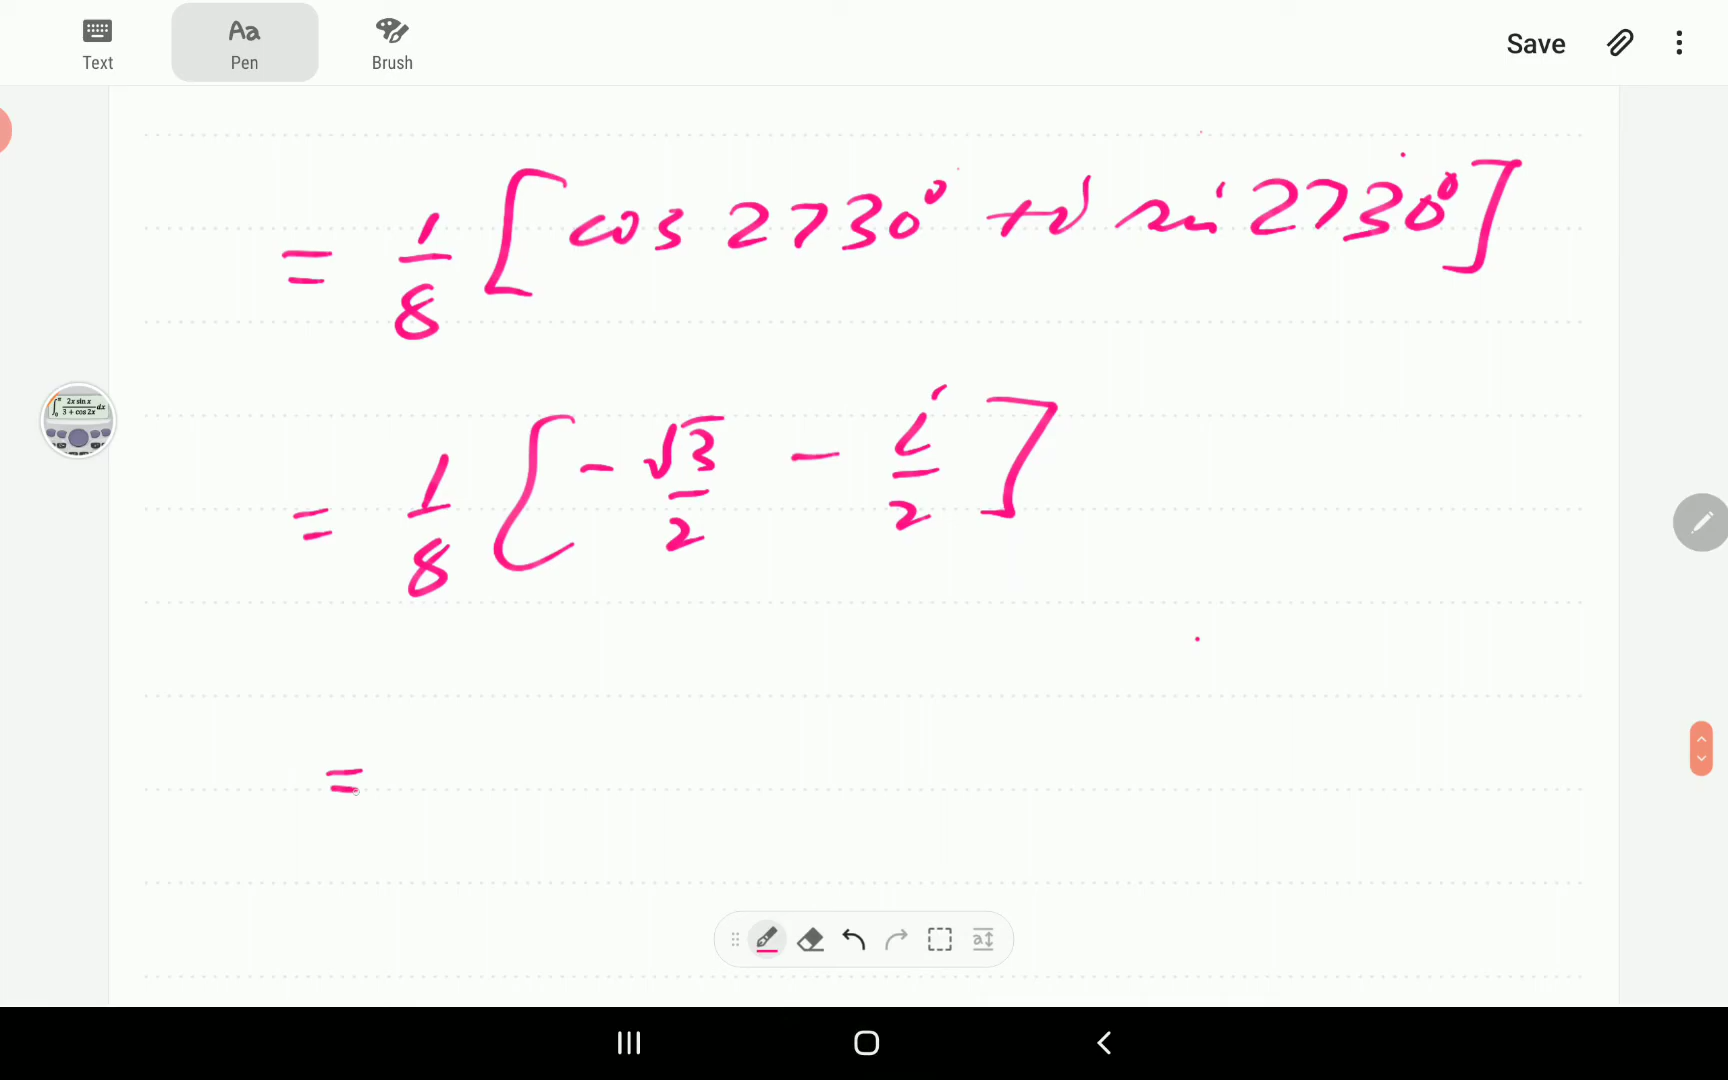 Text
Pen
Brush
Save
= 1/8 [cos 2730° + i sin 2730°]
= 1/8 [- √3/2 - i/2]
=